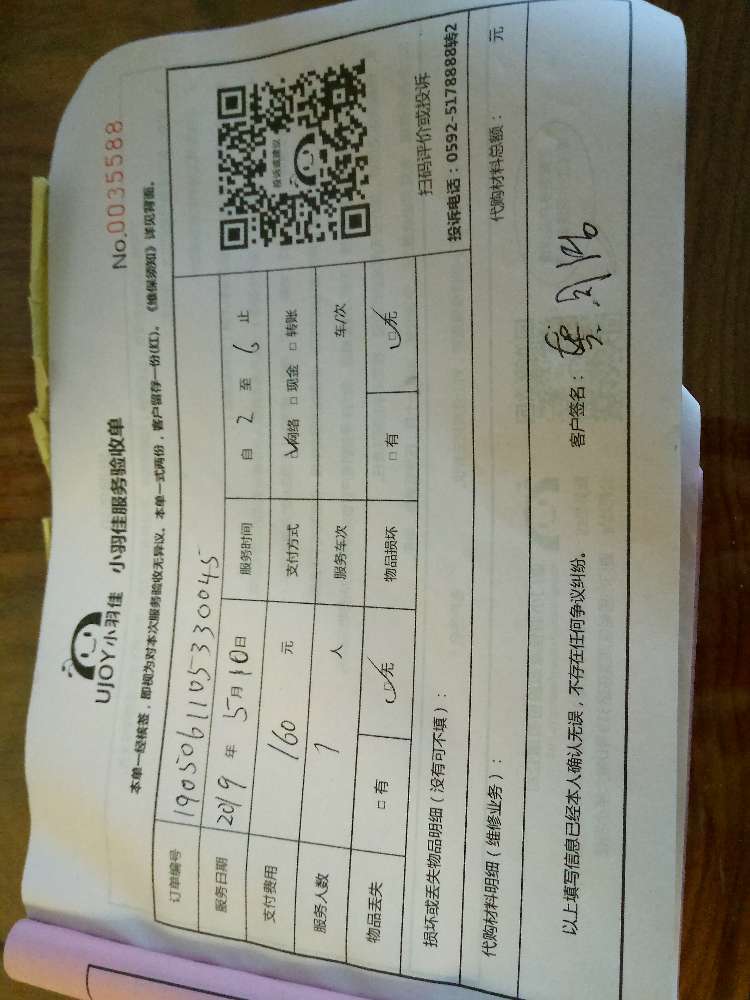 UJOY小羽佳 小羽佳服务验收单
No.0035588
本单一经核签，即视为对本次服务验收无异议。本单一式两份，客户留存一份(红)。《维保须知》详见背面。
订单编号 190506110533330045
服务日期 2019 年 5 月 10 日 服务时间 自 2 至 6 止
支付费用 160 元 支付方式 ☑网络 □ 现金 □ 转账
服务人数 1 人 服务车次 车/次
物品丢失 □ 有 ☑无 物品损坏 □ 有 ☑无
投诉或建议
扫码评价或投诉
投诉电话：0592-5178888转2
损坏或丢失物品明细（没有可不填）：
代购材料明细（维修业务）： 代购材料总额： 元
以上填写信息已经本人确认无误，不存在任何争议纠纷。 客户签名：